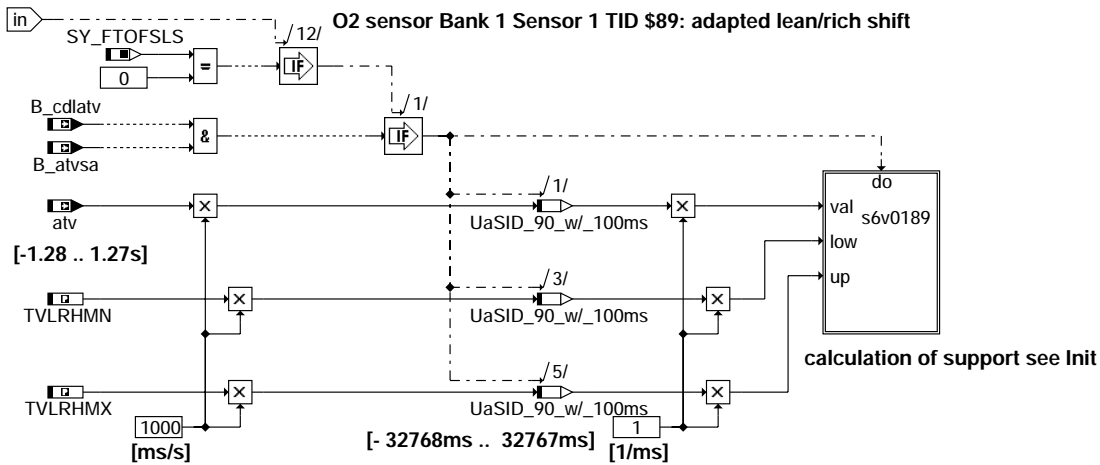 in
O2 sensor Bank 1 Sensor 1 TID $89: adapted lean/rich shift
SY_FTOFSLS
/12/
=
IF
0
/1/
B_cdlatv
&
IF
B_atvsa
do
s6v0189
/1/
val
atv
UaSID_90_w/_100ms
low
[-1.28 .. 1.27s]
up
/3/
TVLRHMN
UaSID_90_w/_100ms
calculation of support see Init
/5/
TVLRHMX
UaSID_90_w/_100ms
1000
[- 32768ms .. 32767ms]
1
[ms/s]
[1/ms]